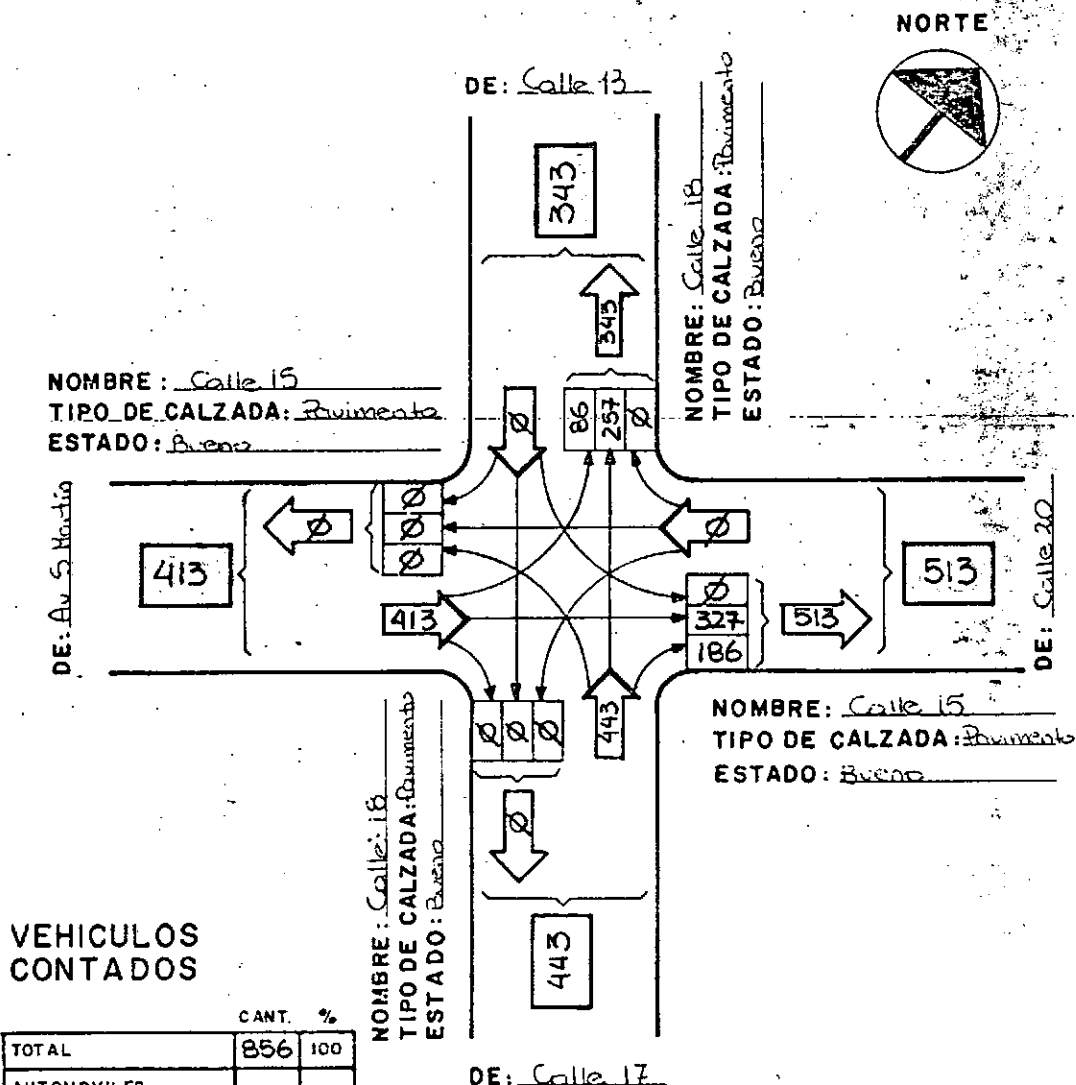 NORTE
DE: Calle 13
343
NOMBRE: Calle 18
TIPO DE CALZADA: Pavimento
ESTADO: Bueno
343
NOMBRE: Calle 15
TIPO DE CALZADA: Pavimento
ESTADO: Bueno
86 257 Ø
Ø
DE: Av S Martin
413
Ø
Ø
Ø
Ø
Ø
513
DE: Calle 20
413
Ø
327
186
513
443
Ø Ø Ø
NOMBRE: Calle 15
TIPO DE CALZADA: Pavimento
ESTADO: Bueno
NOMBRE: Calle: 18
TIPO DE CALZADA: Pavimento
ESTADO: Bueno
Ø
443
VEHICULOS
CONTADOS
CANT. %
TOTAL 856 100
AUTOMOVILES
DE: Calle 17